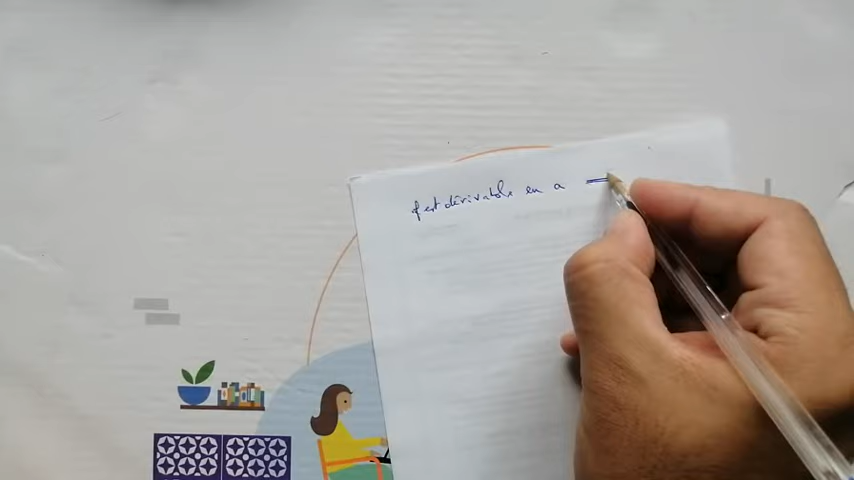 f est dérivable en a =